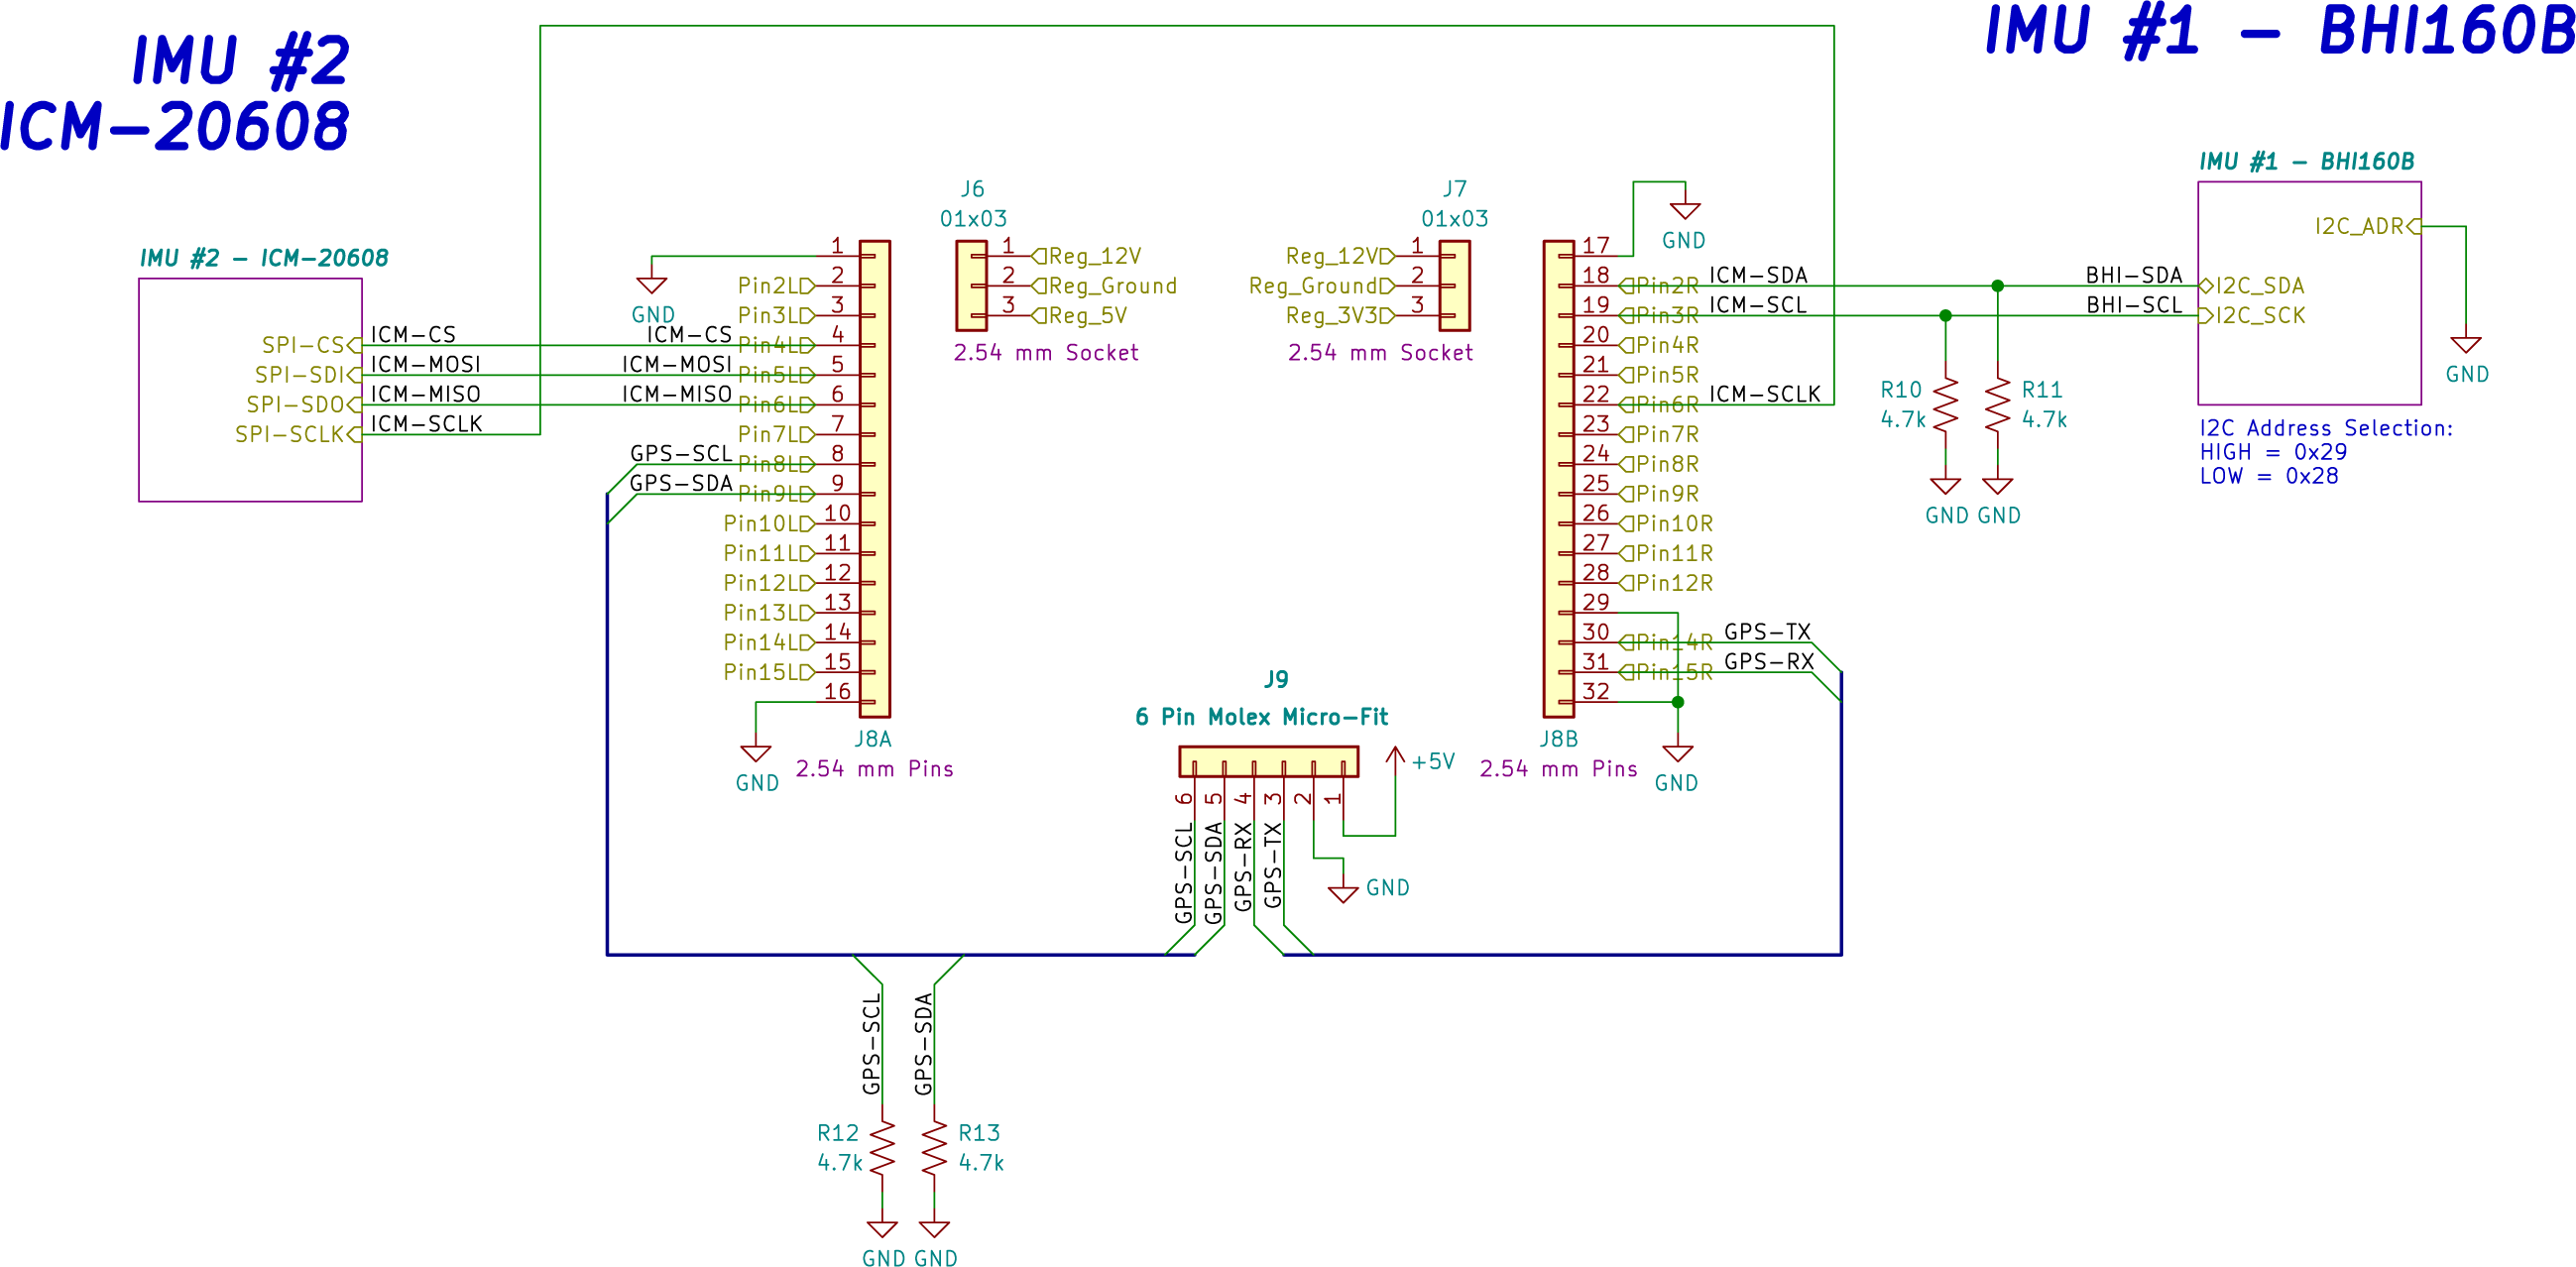 IMU #2
ICM-20608
IMU #1 - BHI160B
IMU #2 - ICM-20608
SPI-CS
SPI-SDI
SPI-SDO
SPI-SCLK
ICM-CS
ICM-MOSI
ICM-MISO
ICM-SCLK
GND
ICM-CS
ICM-MOSI
ICM-MISO
GPS-SCL
GPS-SDA
Pin2L
Pin3L
Pin4L
Pin5L
Pin6L
Pin7L
Pin8L
Pin9L
Pin10L
Pin11L
Pin12L
Pin13L
Pin14L
Pin15L
1
2
3
4
5
6
7
8
9
10
11
12
13
14
15
16
GND
J8A
2.54 mm Pins
J6
01x03
1 Reg_12V
2 Reg_Ground
3 Reg_5V
2.54 mm Socket
J7
01x03
Reg_12V 1
Reg_Ground 2
Reg_3V3 3
2.54 mm Socket
GND
17
18 Pin2R ICM-SDA
19 Pin3R ICM-SCL
20 Pin4R
21 Pin5R
22 Pin6R ICM-SCLK
23 Pin7R
24 Pin8R
25 Pin9R
26 Pin10R
27 Pin11R
28 Pin12R
29
30 Pin14R GPS-TX
31 Pin15R GPS-RX
32
J8B
2.54 mm Pins
GND
BHI-SDA
BHI-SCL
R10
4.7k
R11
4.7k
GND
GND
IMU #1 - BHI160B
I2C_ADR
I2C_SDA
I2C_SCK
GND
I2C Address Selection:
HIGH = 0x29
LOW = 0x28
J9
6 Pin Molex Micro-Fit
+5V
6
5
4
3
2
1
GPS-SCL
GPS-SDA
GPS-RX
GPS-TX
GND
GPS-SCL
GPS-SDA
R12
4.7k
R13
4.7k
GND
GND